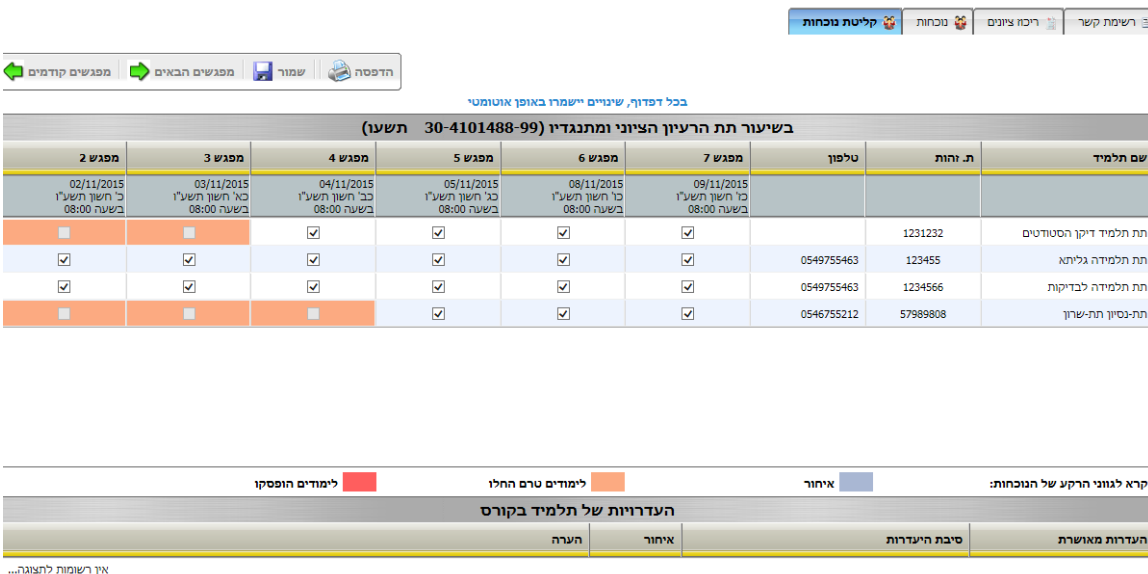 רשימת קשר ריכוז ציונים נוכחות קליטת נוכחות
הדפסה שמור מפגשים הבאים מפגשים קודמים
בכל דפדוף, שינויים יישמרו באופן אוטומטי
בשיעור תת הרעיון הציוני ומתנגדיו (30-4101488-99 תשעו)
שם תלמיד ת. זהות טלפון מפגש 7 מפגש 6 מפגש 5 מפגש 4 מפגש 3 מפגש 2
09/11/2015 08/11/2015 05/11/2015 04/11/2015 03/11/2015 02/11/2015
כז' חשון תשע"ו כו' חשון תשע"ו כג' חשון תשע"ו כב' חשון תשע"ו כא' חשון תשע"ו כ' חשון תשע"ו
בשעה 08:00 בשעה 08:00 בשעה 08:00 בשעה 08:00 בשעה 08:00 בשעה 08:00
תת תלמיד דיקן הסטודטים 1231232
תת תלמידה גליתא 123455 0549755463
תת תלמידה לבדיקות 1234566 0549755463
תת-נסיון תת-שרון 57989808 0546755212
קרא לגווני הרקע של הנוכחות: איחור לימודים טרם החלו לימודים הופסקו
העדרויות של תלמיד בקורס
העדרות מאושרת סיבת היעדרות איחור הערה
אין רשומות לתצוגה...